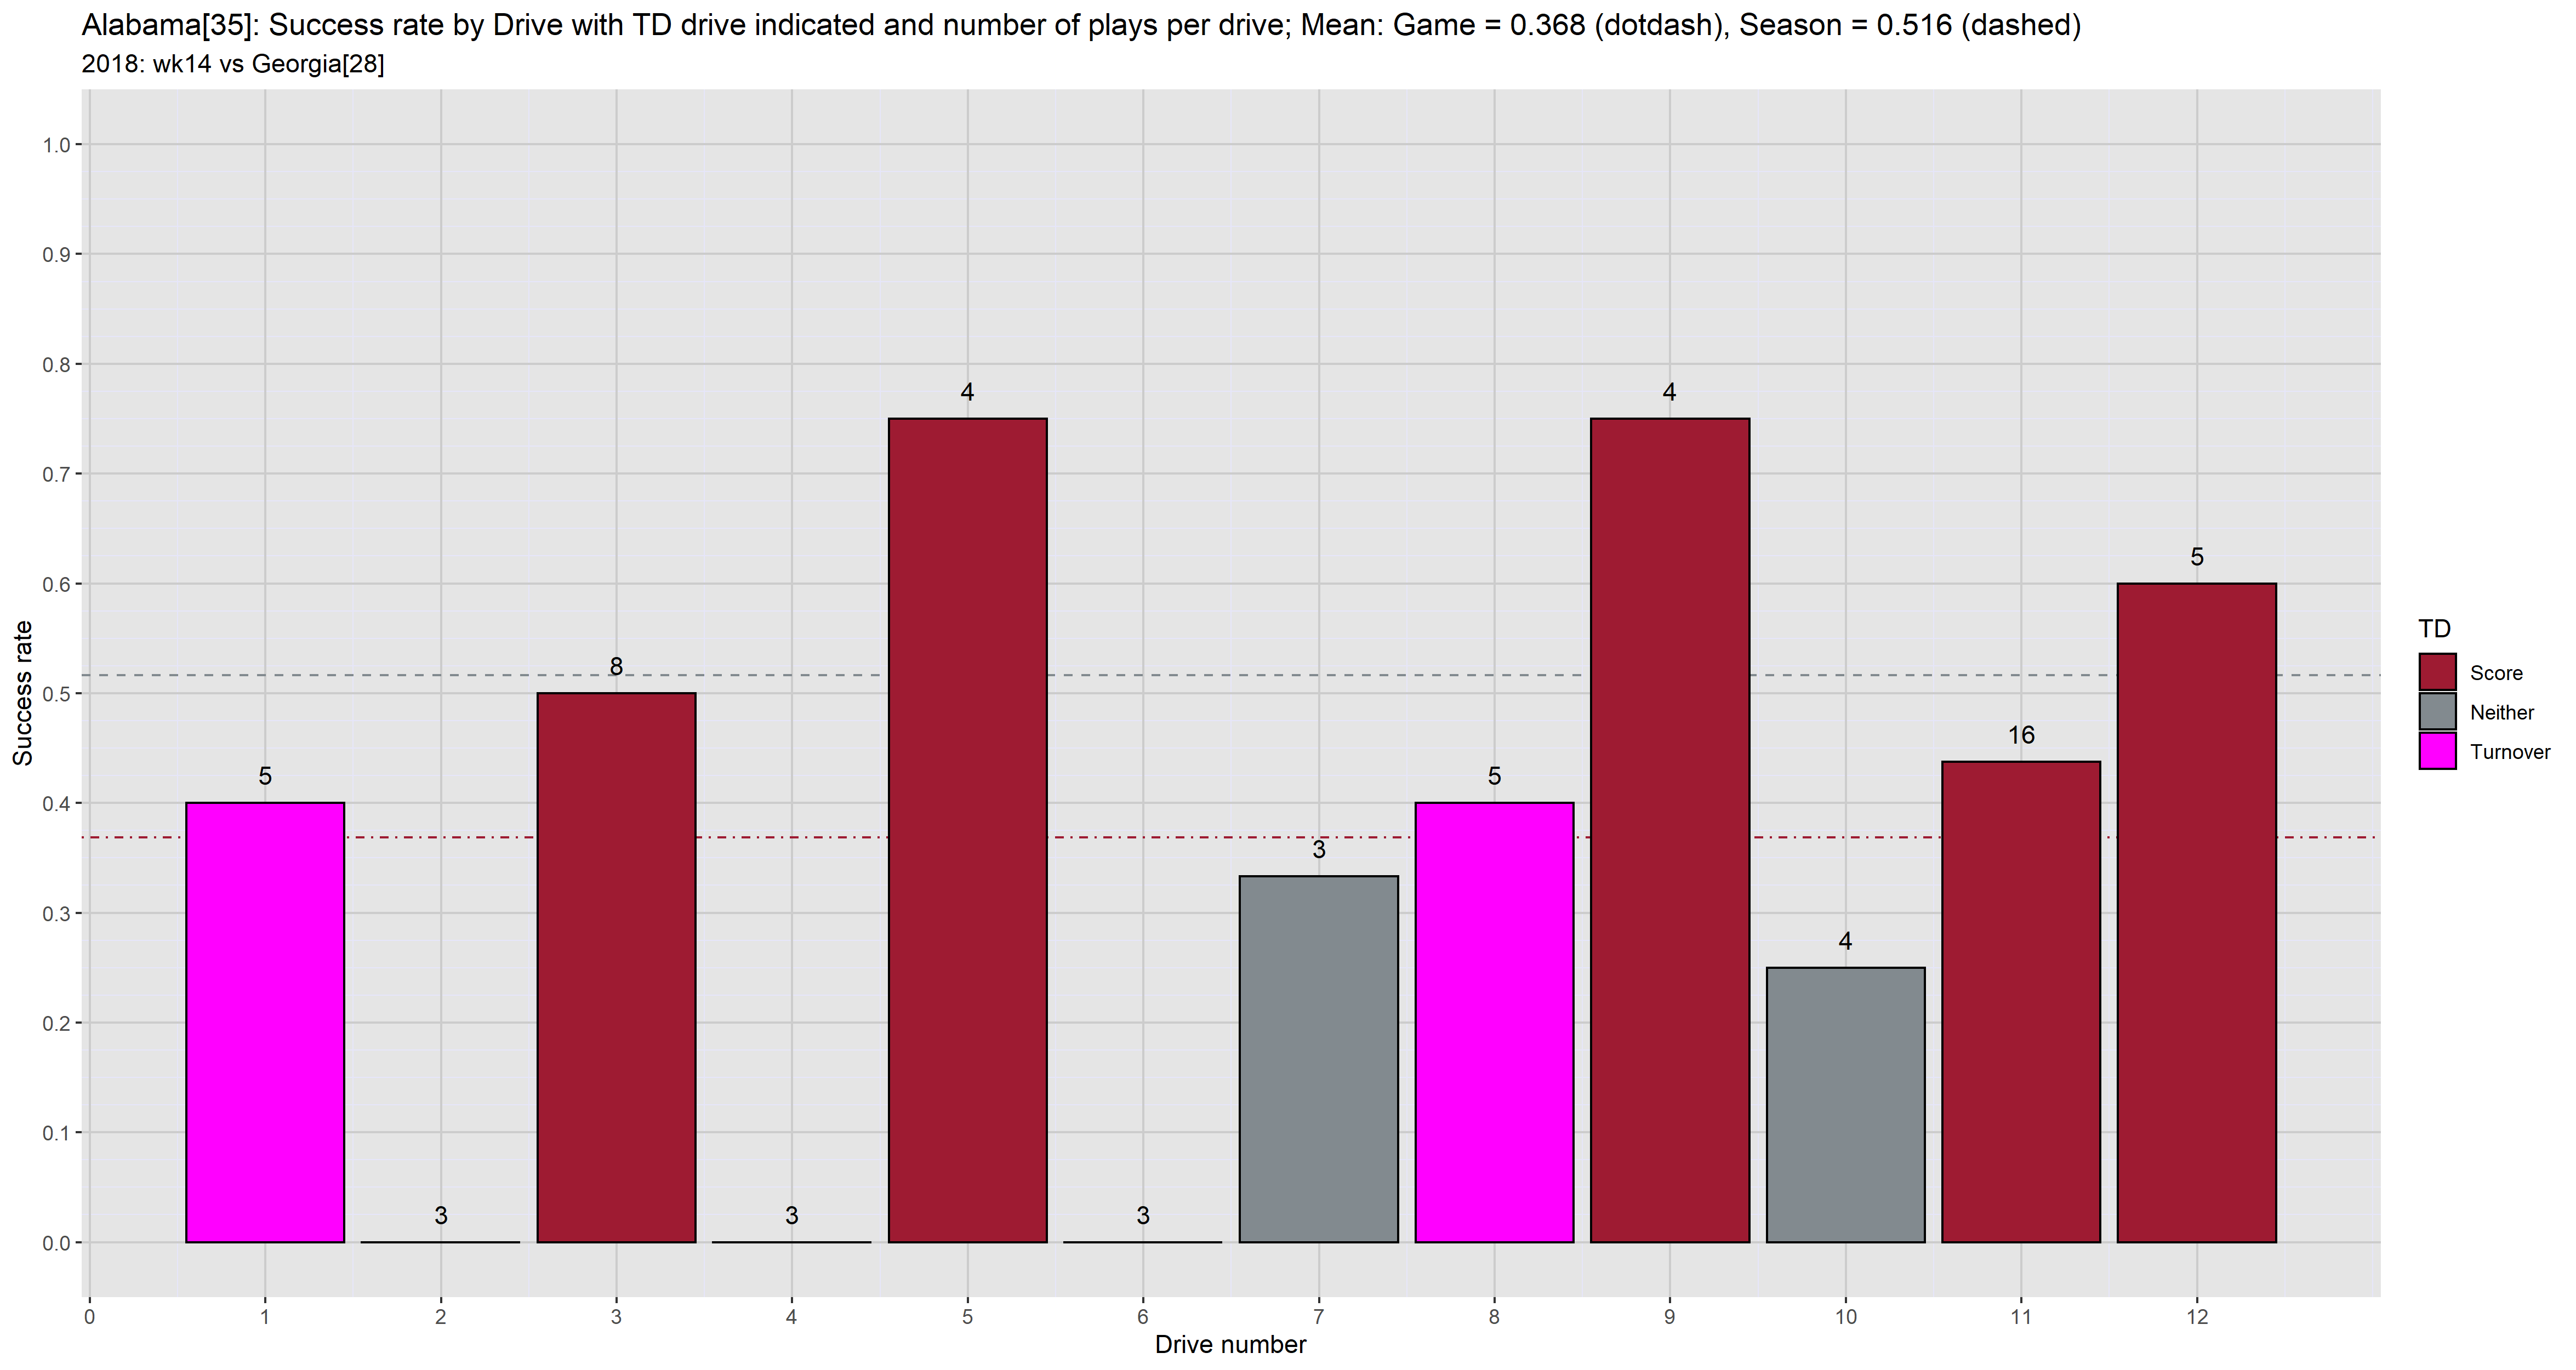 Alabama[35]: Success rate by Drive with TD drive indicated and number of plays per drive; Mean: Game = 0.368 (dotdash), Season = 0.516 (dashed)
2018: wk14 vs Georgia[28]
Success rate
1.0
0.9
0.8
0.7
0.6
0.5
0.4
0.3
0.2
0.1
0.0
5
3
8
3
4
3
3
5
4
4
16
5
0 1 2 3 4 5 6 7 8 9 10 11 12
Drive number
TD
Score
Neither
Turnover